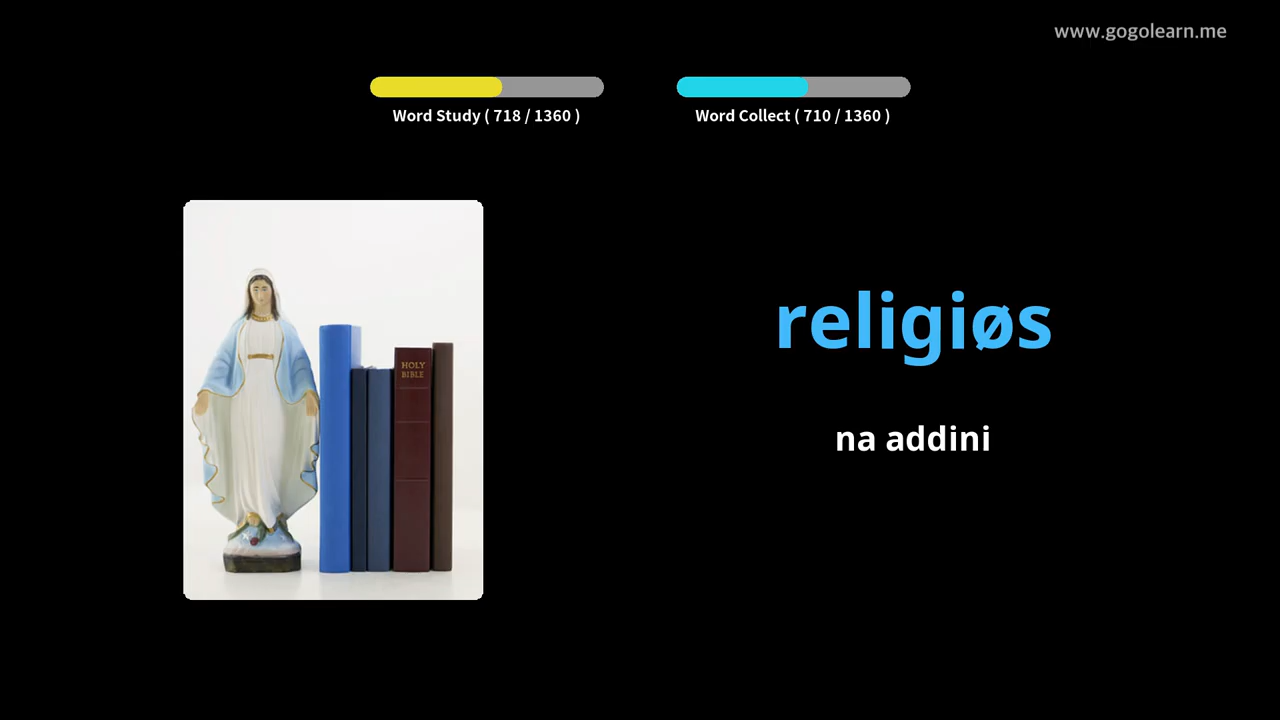 www.gogolearn.me
Word Study ( 718 / 1360 )
Word Collect ( 710 / 1360 )
HOLY
BIBLE
religiøs
na addini